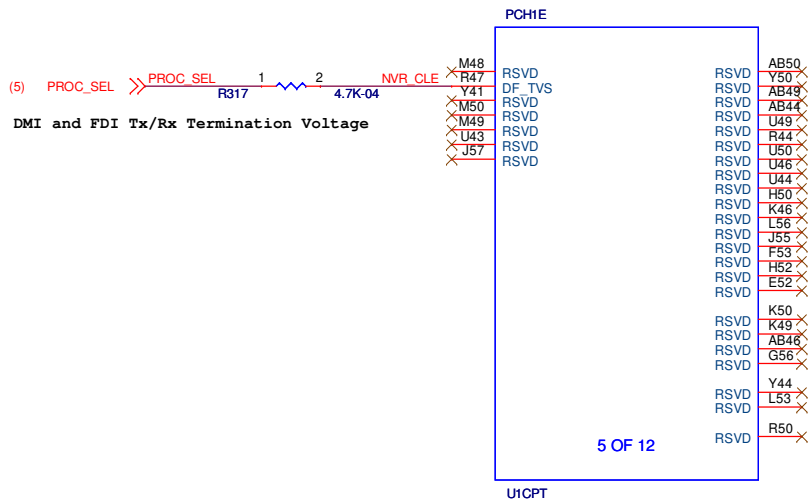 PCH1E
(5) PROC_SEL PROC_SEL 1 2 NVR_CLE
R317 4.7K-04
DMI and FDI Tx/Rx Termination Voltage
M48 RSVD
R47 DF_TVS
Y41 RSVD
M50 RSVD
M49 RSVD
U43 RSVD
J57 RSVD
RSVD AB50
RSVD Y50
RSVD AB49
RSVD AB44
RSVD U49
RSVD R44
RSVD U50
RSVD U46
RSVD U44
RSVD H50
RSVD K46
RSVD L56
RSVD J55
RSVD F53
RSVD H52
RSVD E52
RSVD K50
RSVD K49
RSVD AB46
RSVD G56
RSVD Y44
RSVD L53
RSVD R50
5 OF 12
U1CPT